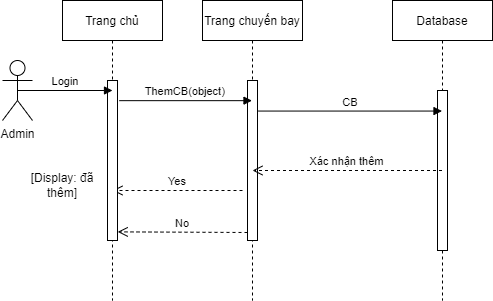 Trang chủ
Trang chuyến bay
Database
Login
ThemCB(object)
CB
Admin
Xác nhận thêm
[Display: đã
thêm]
Yes
No